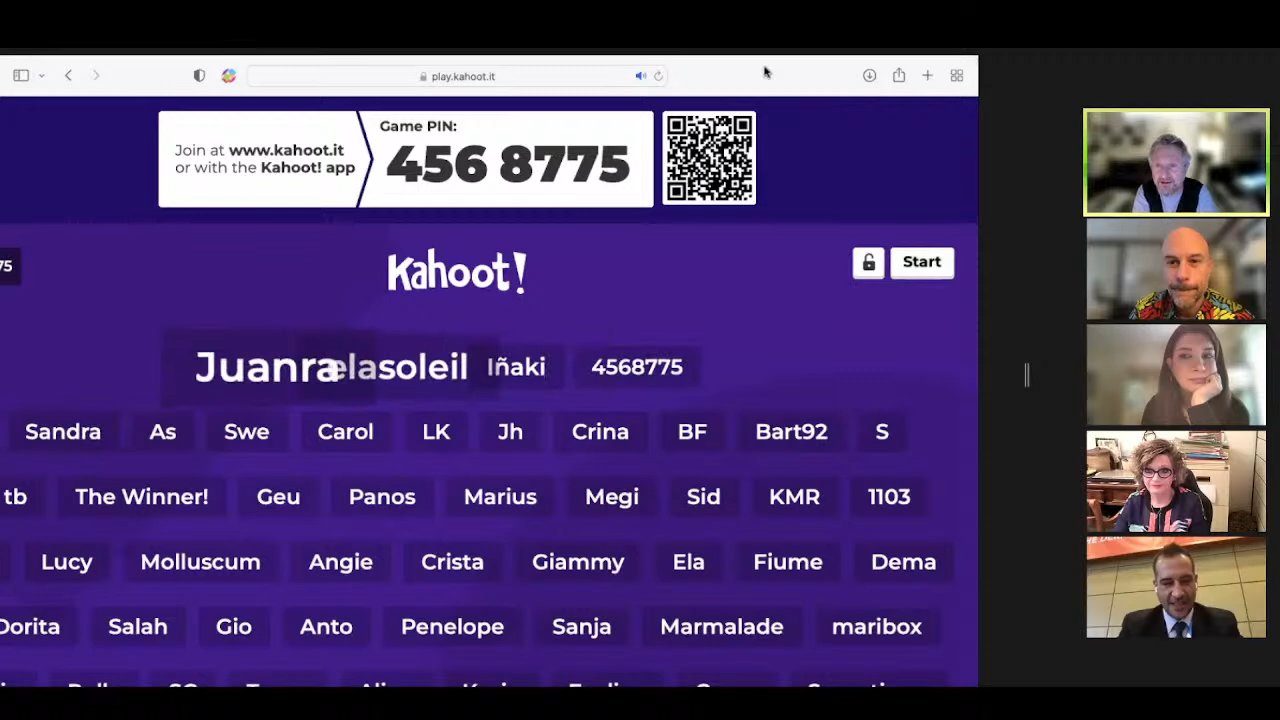 play.kahoot.it
Join at www.kahoot.it
or with the Kahoot! app
Game PIN:
456 8775
75
Kahoot!
Start
Juanra elasoleil Iñaki 4568775
Sandra As Swe Carol LK Jh Crina BF Bart92 S
tb The Winner! Geu Panos Marius Megi Sid KMR 1103
Lucy Molluscum Angie Crista Giammy Ela Fiume Dema
Dorita Salah Gio Anto Penelope Sanja Marmalade maribox